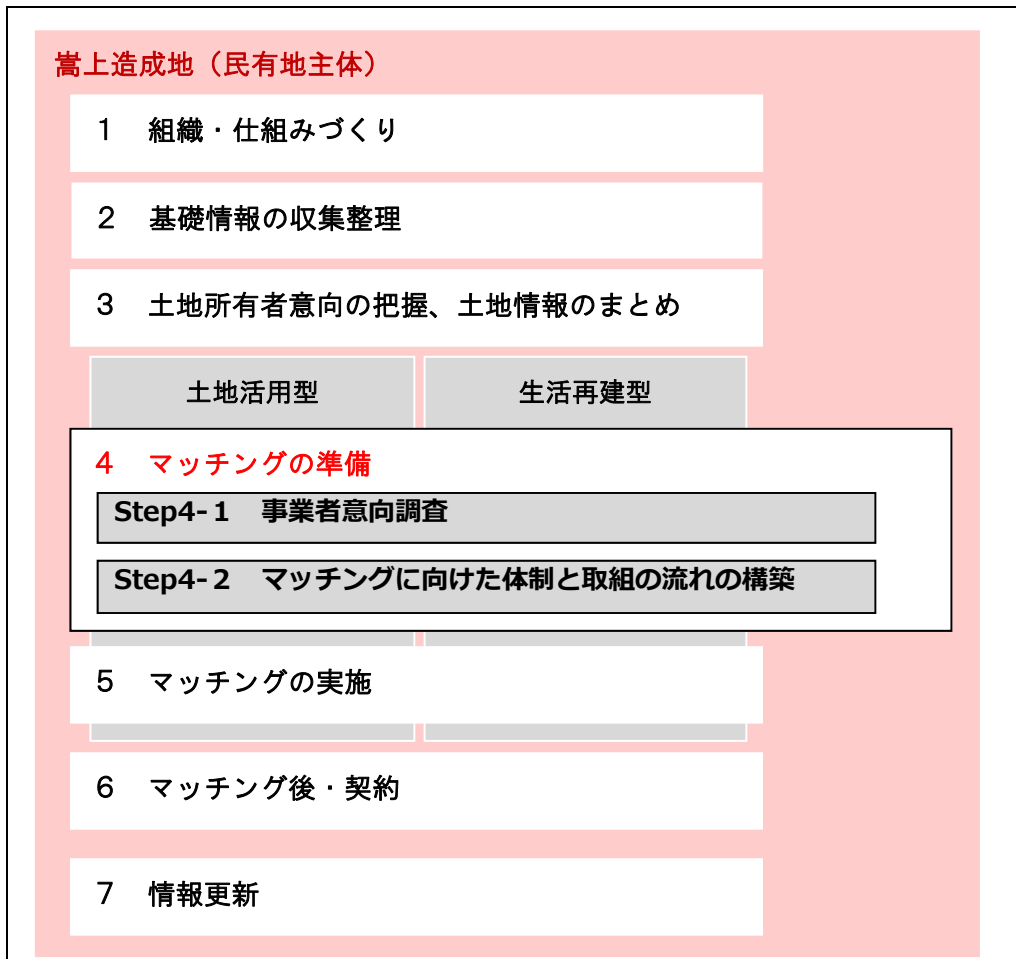 嵩上造成地（民有地主体）
１　組織・仕組みづくり
２　基礎情報の収集整理
３　土地所有者意向の把握、土地情報のまとめ
土地活用型　生活再建型
４　マッチングの準備
Step4-１　事業者意向調査
Step4-２　マッチングに向けた体制と取組の流れの構築
５　マッチングの実施
６　マッチング後・契約
７　情報更新